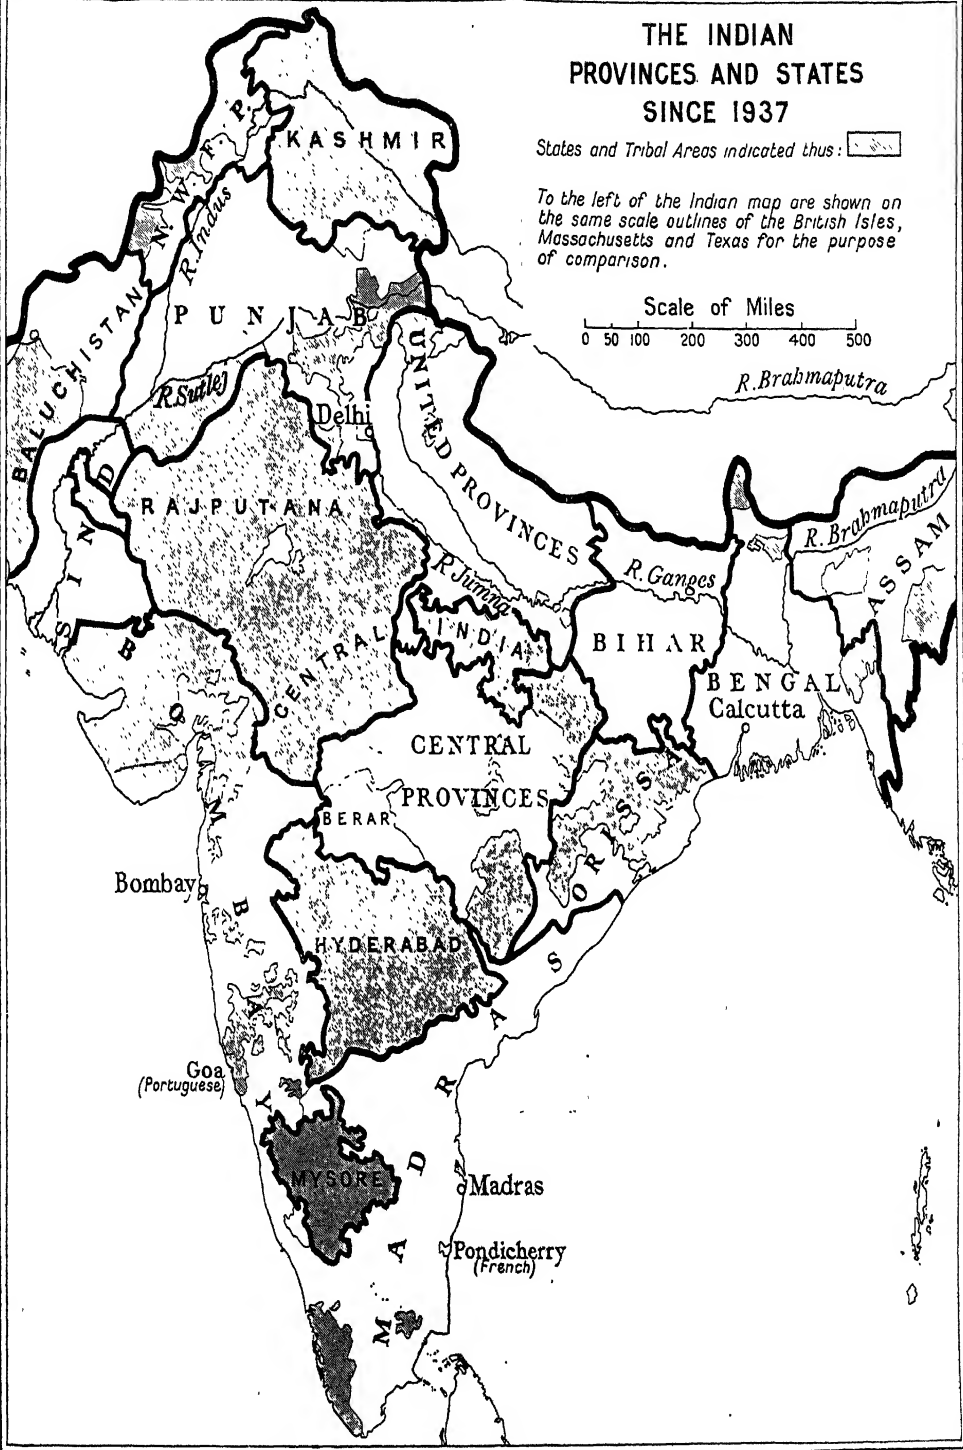 THE INDIAN
PROVINCES AND STATES
SINCE 1937
States and Tribal Areas indicated thus:
To the left of the Indian map are shown on
the same scale outlines of the British Isles,
Massachusetts and Texas for the purpose
of comparison.
Scale of Miles
0 50 100 200 300 400 500
KASHMIR
N. W. F. P.
R. Indus
PUNJAB
BALUCHISTAN
R. Sutlej
Delhi
UNITED PROVINCES
R. Brahmaputra
SIND
RAJPUTANA
R. Brahmaputra
ASSAM
R. Jumna
R. Ganges
CENTRAL INDIA
BIHAR
BENGAL
Calcutta
CENTRAL
PROVINCES
BERAR
ORISSA
Bombay
BOMBAY
HYDERABAD
Goa
(Portuguese)
MYSORE
MADRAS
Madras
Pondicherry
(French)